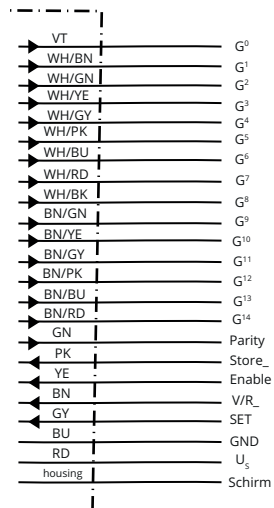 VT G⁰
WH/BN G¹
WH/GN G²
WH/YE G³
WH/GY G⁴
WH/PK G⁵
WH/BU G⁶
WH/RD G⁷
WH/BK G⁸
BN/GN G⁹
BN/YE G¹⁰
BN/GY G¹¹
BN/PK G¹²
BN/BU G¹³
BN/RD G¹⁴
GN Parity
PK Store_
YE Enable
BN V/R_
GY SET
BU GND
RD Uₛ
housing Schirm